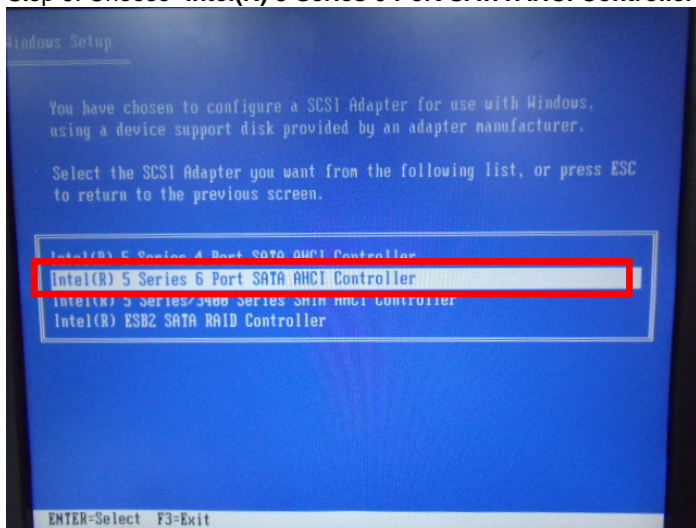 Step Choose Intel(R) 5 Series 6 Port SATA AHCI Controller
Windows Setup
You have chosen to configure a SCSI Adapter for use with Windows,
using a device support disk provided by an adapter manufacturer.
Select the SCSI Adapter you want from the following list, or press ESC
to return to the previous screen.
Intel(R) 5 Series 4 Port SATA AHCI Controller
Intel(R) 5 Series 6 Port SATA AHCI Controller
Intel(R) 5 Series/3400 Series SATA AHCI Controller
Intel(R) ESB2 SATA RAID Controller
ENTER=Select F3=Exit